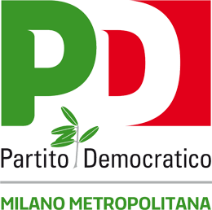 PD
Partito Democratico
MILANO METROPOLITANA